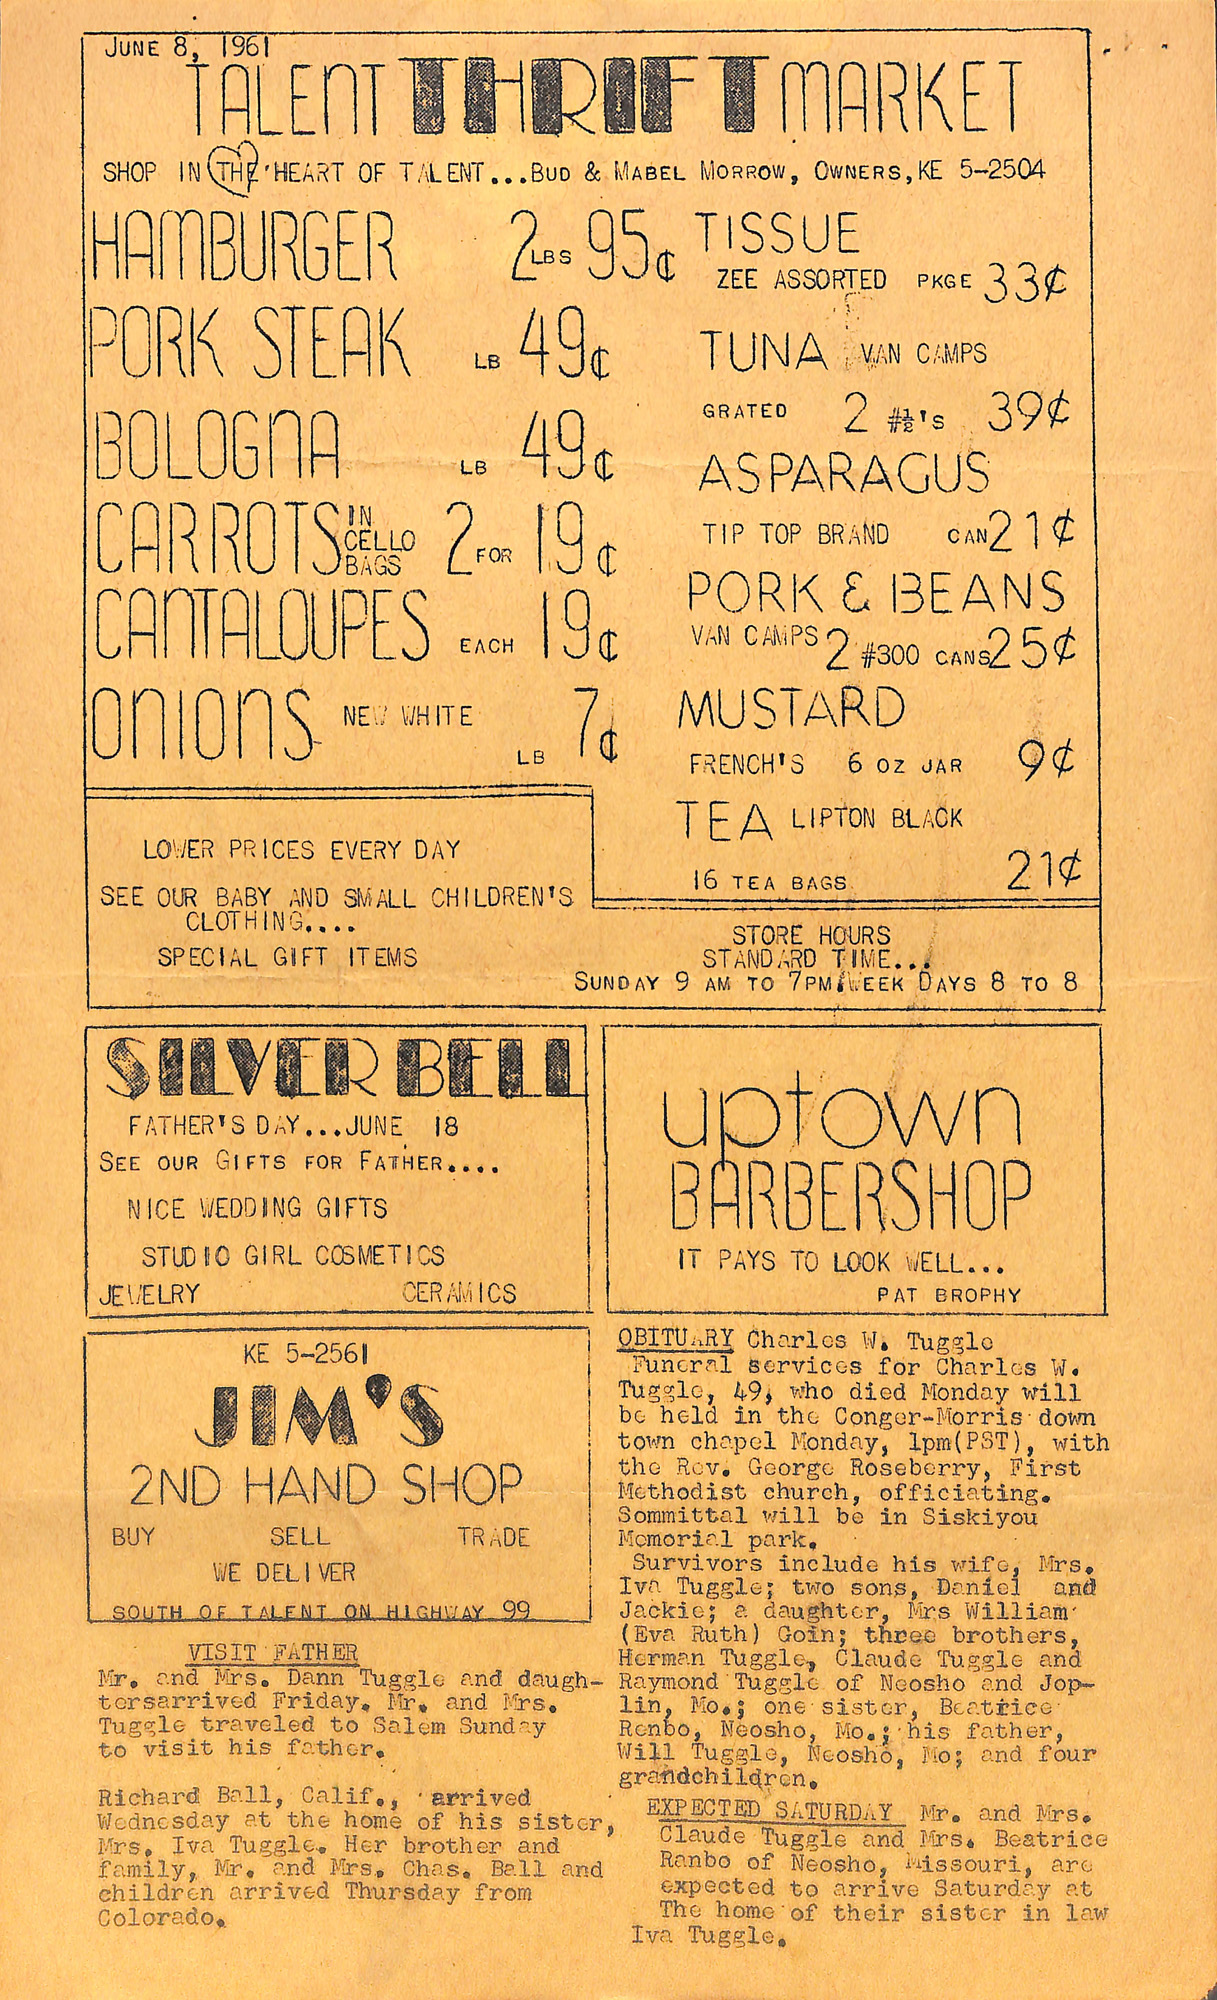 JUNE 8, 1961
TALENT THRIFT MARKET
SHOP IN THE HEART OF TALENT...BUD & MABEL MORROW, OWNERS,KE 5-2504
HAMBURGER 2 LBS 95¢
PORK STEAK LB 49¢
BOLOGNA LB 49¢
CARROTS IN CELLO BAGS 2 FOR 19¢
CANTALOUPES EACH 19¢
ONIONS NEW WHITE LB 7¢
TISSUE
ZEE ASSORTED PKGE 33¢
TUNA VAN CAMPS
GRATED 2 #½'S 39¢
ASPARAGUS
TIP TOP BRAND CAN 21¢
PORK & BEANS
VAN CAMPS 2 #300 CANS 25¢
MUSTARD
FRENCH'S 6 OZ JAR 9¢
TEA LIPTON BLACK
16 TEA BAGS 21¢
LOWER PRICES EVERY DAY
SEE OUR BABY AND SMALL CHILDREN'S
CLOTHING....
SPECIAL GIFT ITEMS
STORE HOURS
STANDARD TIME...
SUNDAY 9 AM TO 7PM WEEK DAYS 8 TO 8
SILVER BELL
FATHER'S DAY...JUNE 18
SEE OUR GIFTS FOR FATHER....
NICE WEDDING GIFTS
STUDIO GIRL COSMETICS
JEWELRY CERAMICS
uptown
BARBERSHOP
IT PAYS TO LOOK WELL...
PAT BROPHY
KE 5-2561
JIM'S
2ND HAND SHOP
BUY SELL TRADE
WE DELIVER
SOUTH OF TALENT ON HIGHWAY 99
VISIT FATHER
Mr. and Mrs. Dann Tuggle and daugh-
tersarrived Friday. Mr. and Mrs.
Tuggle traveled to Salem Sunday
to visit his father.
Richard Ball, Calif., arrived
Wednesday at the home of his sister,
Mrs. Iva Tuggle. Her brother and
family, Mr. and Mrs. Chas. Ball and
children arrived Thursday from
Colorado.
OBITUARY Charles W. Tuggle
Funeral services for Charles W.
Tuggle, 49, who died Monday will
be held in the Conger-Morris down
town chapel Monday, 1pm(PST), with
the Rev. George Roseberry, First
Methodist church, officiating.
Sommittal will be in Siskiyou
Memorial park.
Survivors include his wife, Mrs.
Iva Tuggle; two sons, Daniel and
Jackie; a daughter, Mrs William
(Eva Ruth) Goin; three brothers,
Herman Tuggle, Claude Tuggle and
Raymond Tuggle of Neosho and Jop-
lin, Mo.; one sister, Beatrice
Renbo, Neosho, Mo.; his father,
Will Tuggle, Neosho, Mo; and four
grandchildren.
EXPECTED SATURDAY Mr. and Mrs.
Claude Tuggle and Mrs. Beatrice
Ranbo of Neosho, Missouri, are
expected to arrive Saturday at
The home of their sister in law
Iva Tuggle.